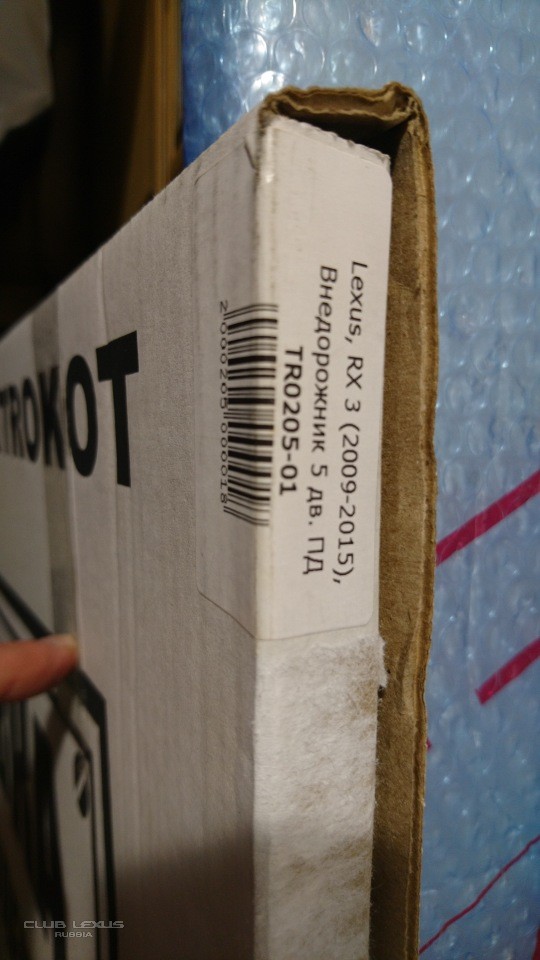 TROKOT
Lexus, RX 3 (2009-2015),
Внедорожник 5 дв. ПД
TR0205-01
2000205000018
CLUB LEXUS
RUSSIA